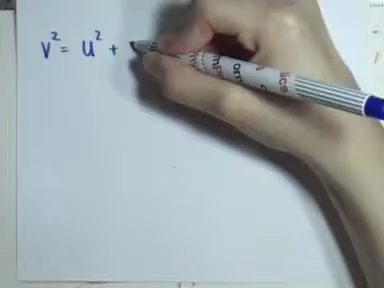 v² = u² +